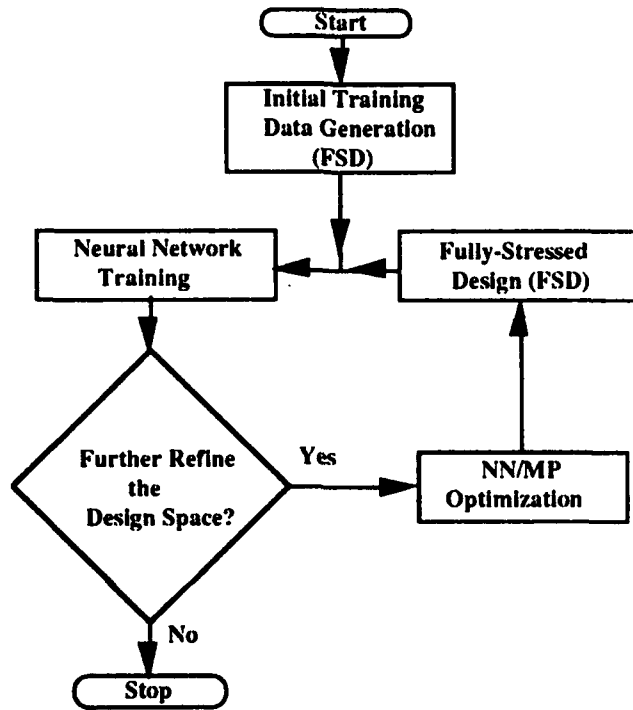 Start
Initial Training
Data Generation
(FSD)
Neural Network
Training
Fully-Stressed
Design (FSD)
Further Refine
the
Design Space?
Yes
NN/MP
Optimization
No
Stop